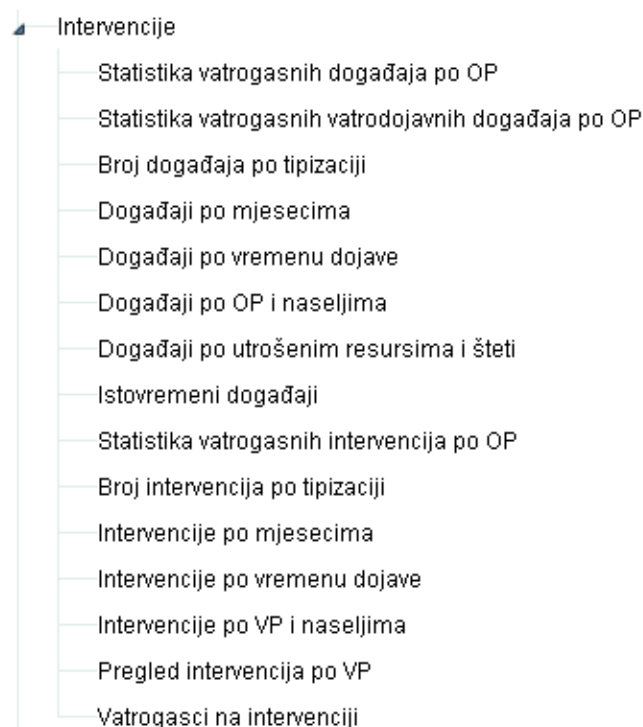 Intervencije
Statistika vatrogasnih događaja po OP
Statistika vatrogasnih vatrodojavnih događaja po OP
Broj događaja po tipizaciji
Događaji po mjesecima
Događaji po vremenu dojave
Događaji po OP i naseljima
Događaji po utrošenim resursima i šteti
Istovremeni događaji
Statistika vatrogasnih intervencija po OP
Broj intervencija po tipizaciji
Intervencije po mjesecima
Intervencije po vremenu dojave
Intervencije po VP i naseljima
Pregled intervencija po VP
Vatrogasci na intervenciji